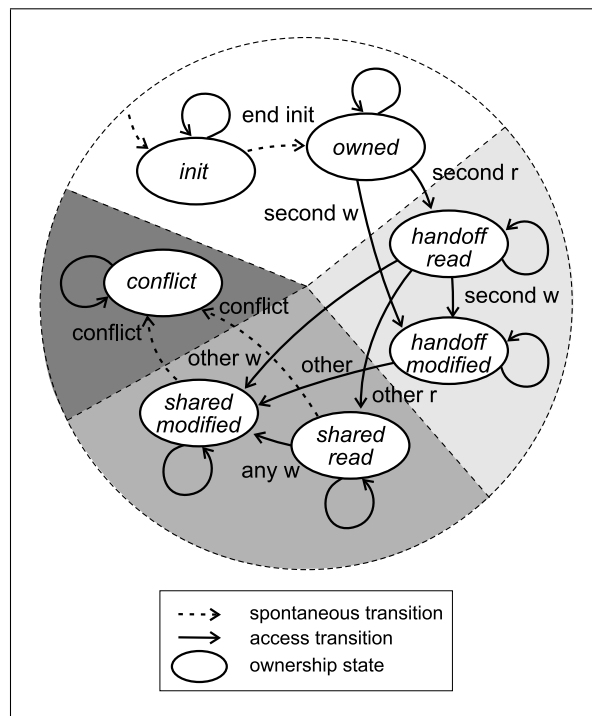 end init
init
owned
second r
second w
handoff
read
conflict
conflict
conflict
second w
other w
other
handoff
modified
other r
shared
modified
shared
read
any w
spontaneous transition
access transition
ownership state